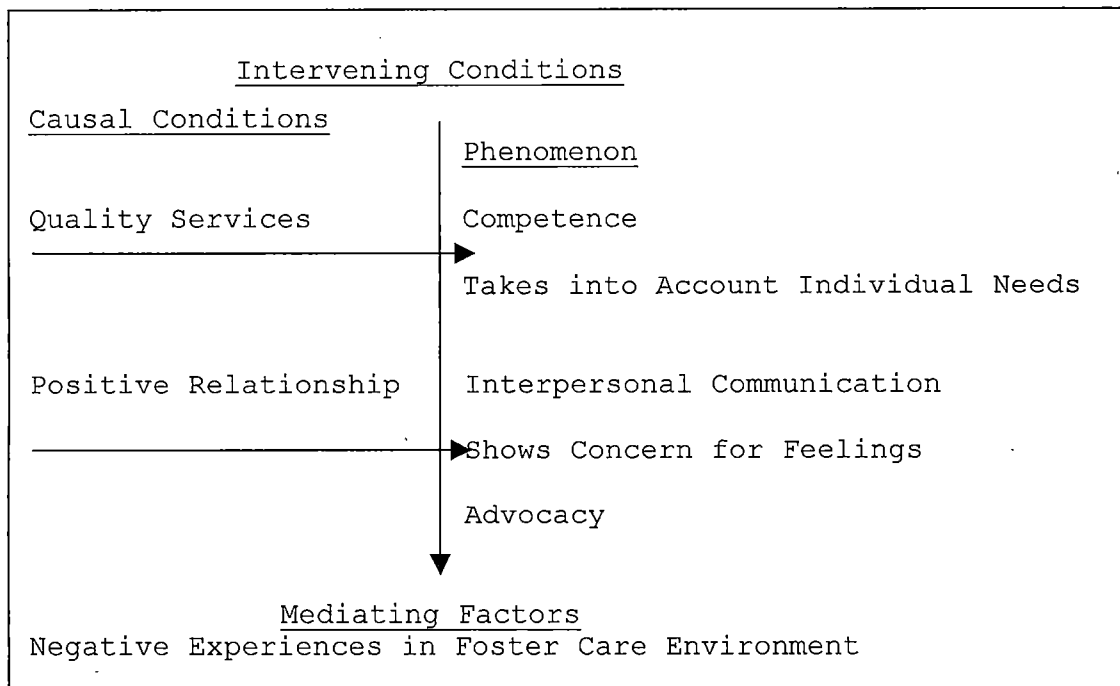 Intervening Conditions
Causal Conditions
Phenomenon
Quality Services
Competence
Takes into Account Individual Needs
Positive Relationship
Interpersonal Communication
Shows Concern for Feelings
Advocacy
Mediating Factors
Negative Experiences in Foster Care Environment